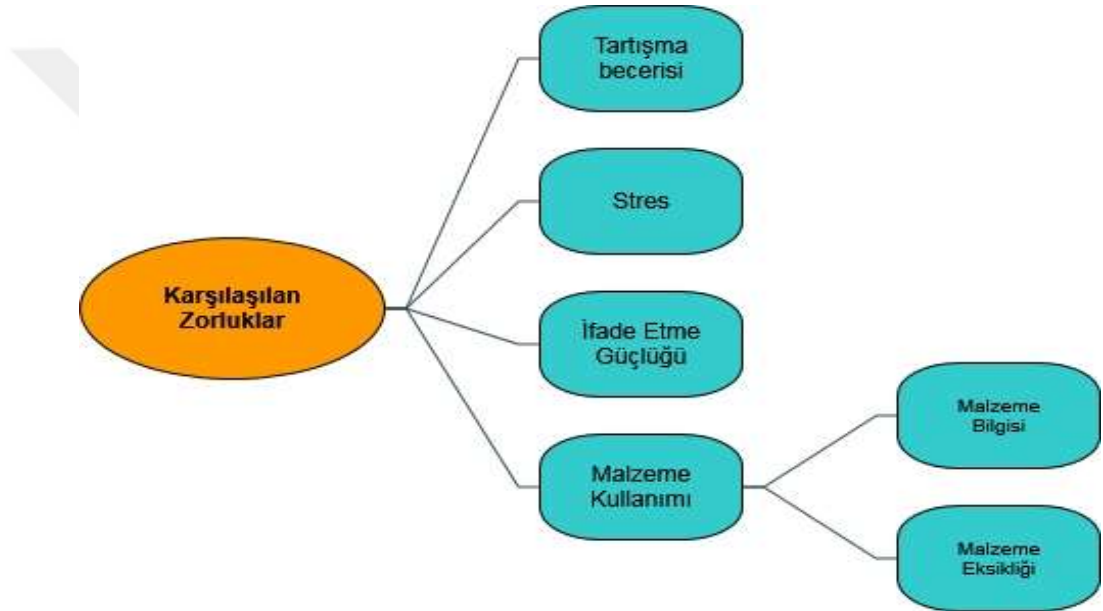 Tartışma
becerisi
Stres
Karşılaşılan
Zorluklar
İfade Etme
Güçlüğü
Malzeme
Bilgisi
Malzeme
Kullanımı
Malzeme
Eksikliği